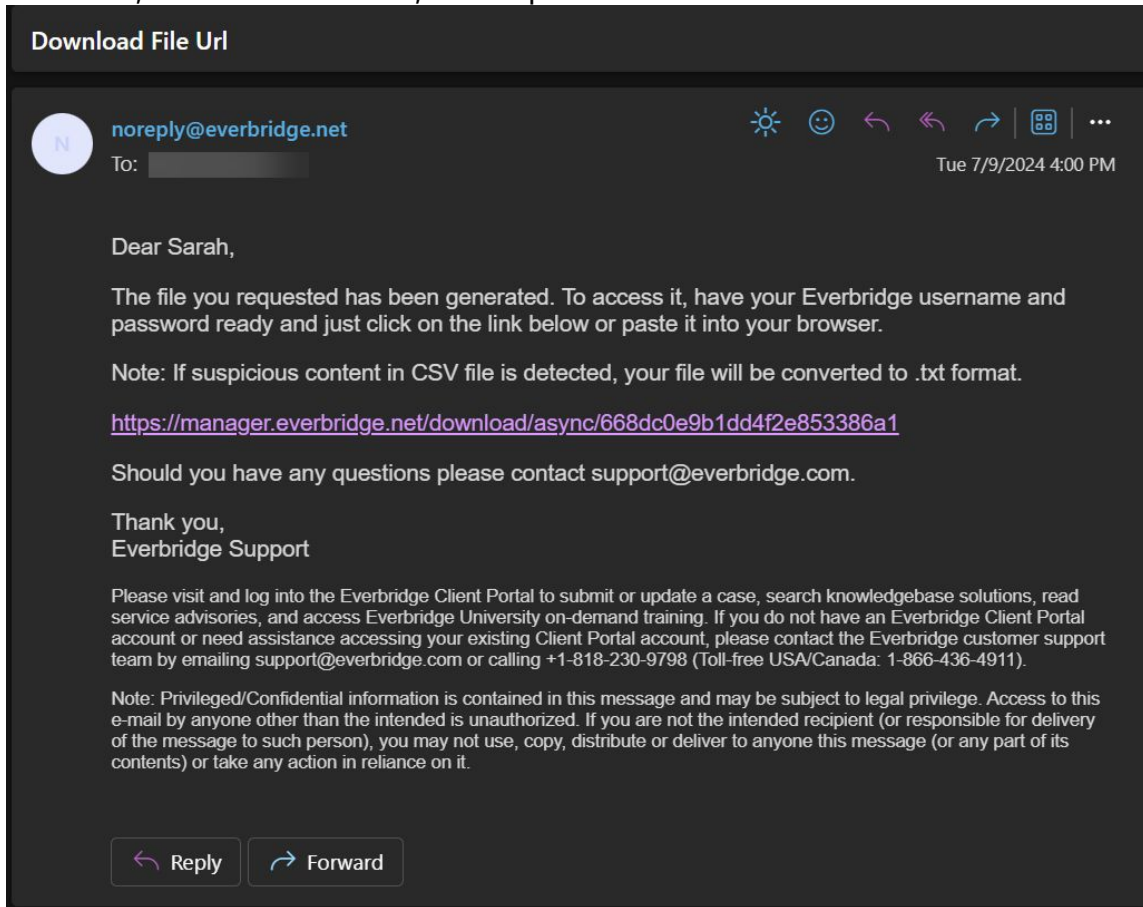 Download File Url
N
noreply@everbridge.net
To:
Tue 7/9/2024 4:00 PM
Dear Sarah,
The file you requested has been generated. To access it, have your Everbridge username and
password ready and just click on the link below or paste it into your browser.
Note: If suspicious content in CSV file is detected, your file will be converted to .txt format.
https://manager.everbridge.net/download/async/668dc0e9b1dd4f2e853386a1
Should you have any questions please contact support@everbridge.com.
Thank you,
Everbridge Support
Please visit and log into the Everbridge Client Portal to submit or update a case, search knowledgebase solutions, read
service advisories, and access Everbridge University on-demand training. If you do not have an Everbridge Client Portal
account or need assistance accessing your existing Client Portal account, please contact the Everbridge customer support
team by emailing support@everbridge.com or calling +1-818-230-9798 (Toll-free USA/Canada: 1-866-436-4911).
Note: Privileged/Confidential information is contained in this message and may be subject to legal privilege. Access to this
e-mail by anyone other than the intended is unauthorized. If you are not the intended recipient (or responsible for delivery
of the message to such person), you may not use, copy, distribute or deliver to anyone this message (or any part of its
contents) or take any action in reliance on it.
Reply
Forward